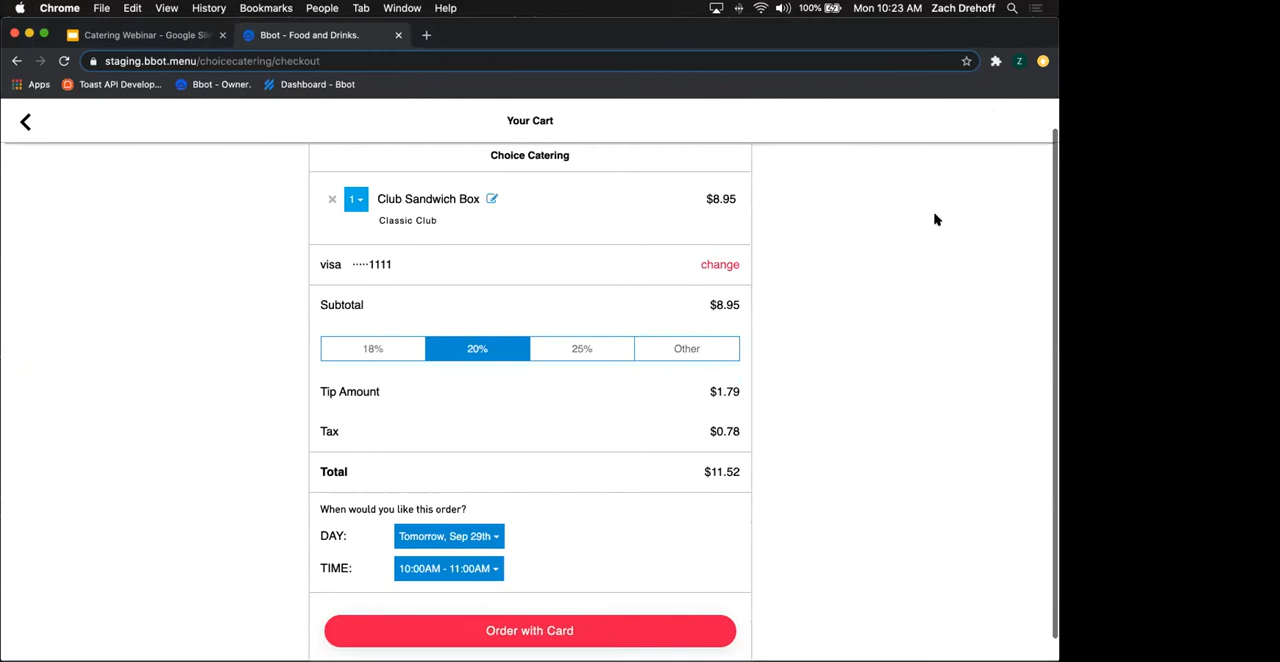 Chrome File Edit View History Bookmarks People Tab Window Help 100% Mon 10:23 AM Zach Drehoff
Catering Webinar - Google Sli Bbot - Food and Drinks.
staging.bbot.menu/choicecatering/checkout Z
Apps Toast API Develop... Bbot - Owner. Dashboard - Bbot
Your Cart
Choice Catering
1 Club Sandwich Box $8.95
Classic Club
visa ·····1111 change
Subtotal $8.95
18% 20% 25% Other
Tip Amount $1.79
Tax $0.78
Total $11.52
When would you like this order?
DAY: Tomorrow, Sep 29th
TIME: 10:00AM - 11:00AM
Order with Card